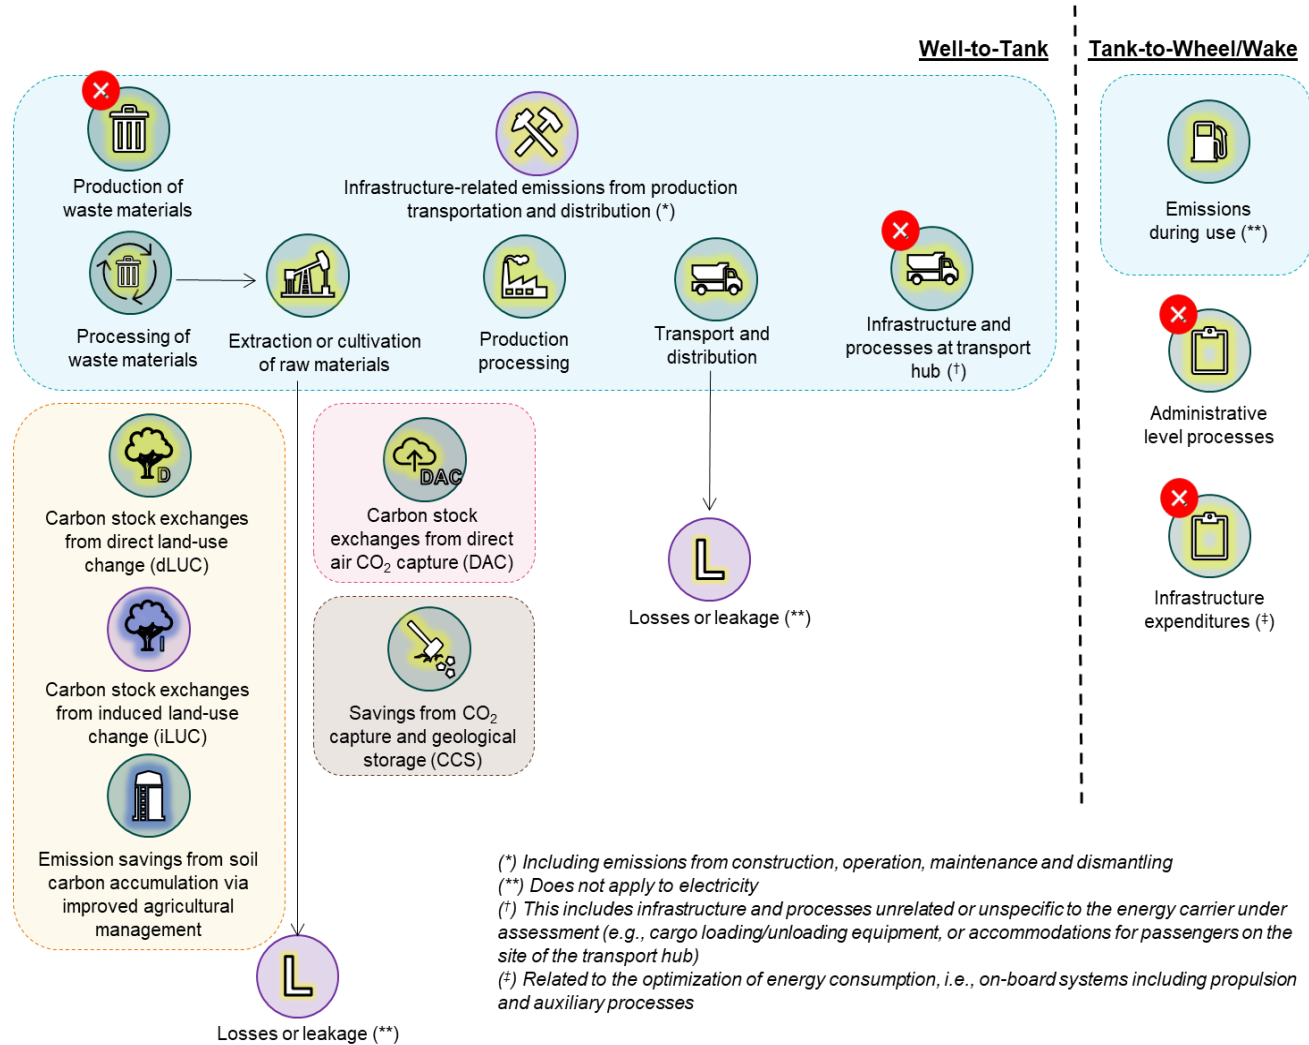 Well-to-Tank
Tank-to-Wheel/Wake
Production of
waste materials
Infrastructure-related emissions from production
transportation and distribution (*)
Emissions
during use (**)
Processing of
waste materials
Extraction or cultivation
of raw materials
Production
processing
Transport and
distribution
Infrastructure and
processes at transport
hub (†)
Administrative
level processes
D
Carbon stock exchanges
from direct land-use
change (dLUC)
DAC
Carbon stock
exchanges from direct
air CO₂ capture (DAC)
L
Losses or leakage (**)
Infrastructure
expenditures (‡)
I
Carbon stock exchanges
from induced land-use
change (iLUC)
Savings from CO₂
capture and geological
storage (CCS)
Emission savings from soil
carbon accumulation via
improved agricultural
management
L
Losses or leakage (**)
(*) Including emissions from construction, operation, maintenance and dismantling
(**) Does not apply to electricity
(†) This includes infrastructure and processes unrelated or unspecific to the energy carrier under
assessment (e.g., cargo loading/unloading equipment, or accommodations for passengers on the
site of the transport hub)
(‡) Related to the optimization of energy consumption, i.e., on-board systems including propulsion
and auxiliary processes